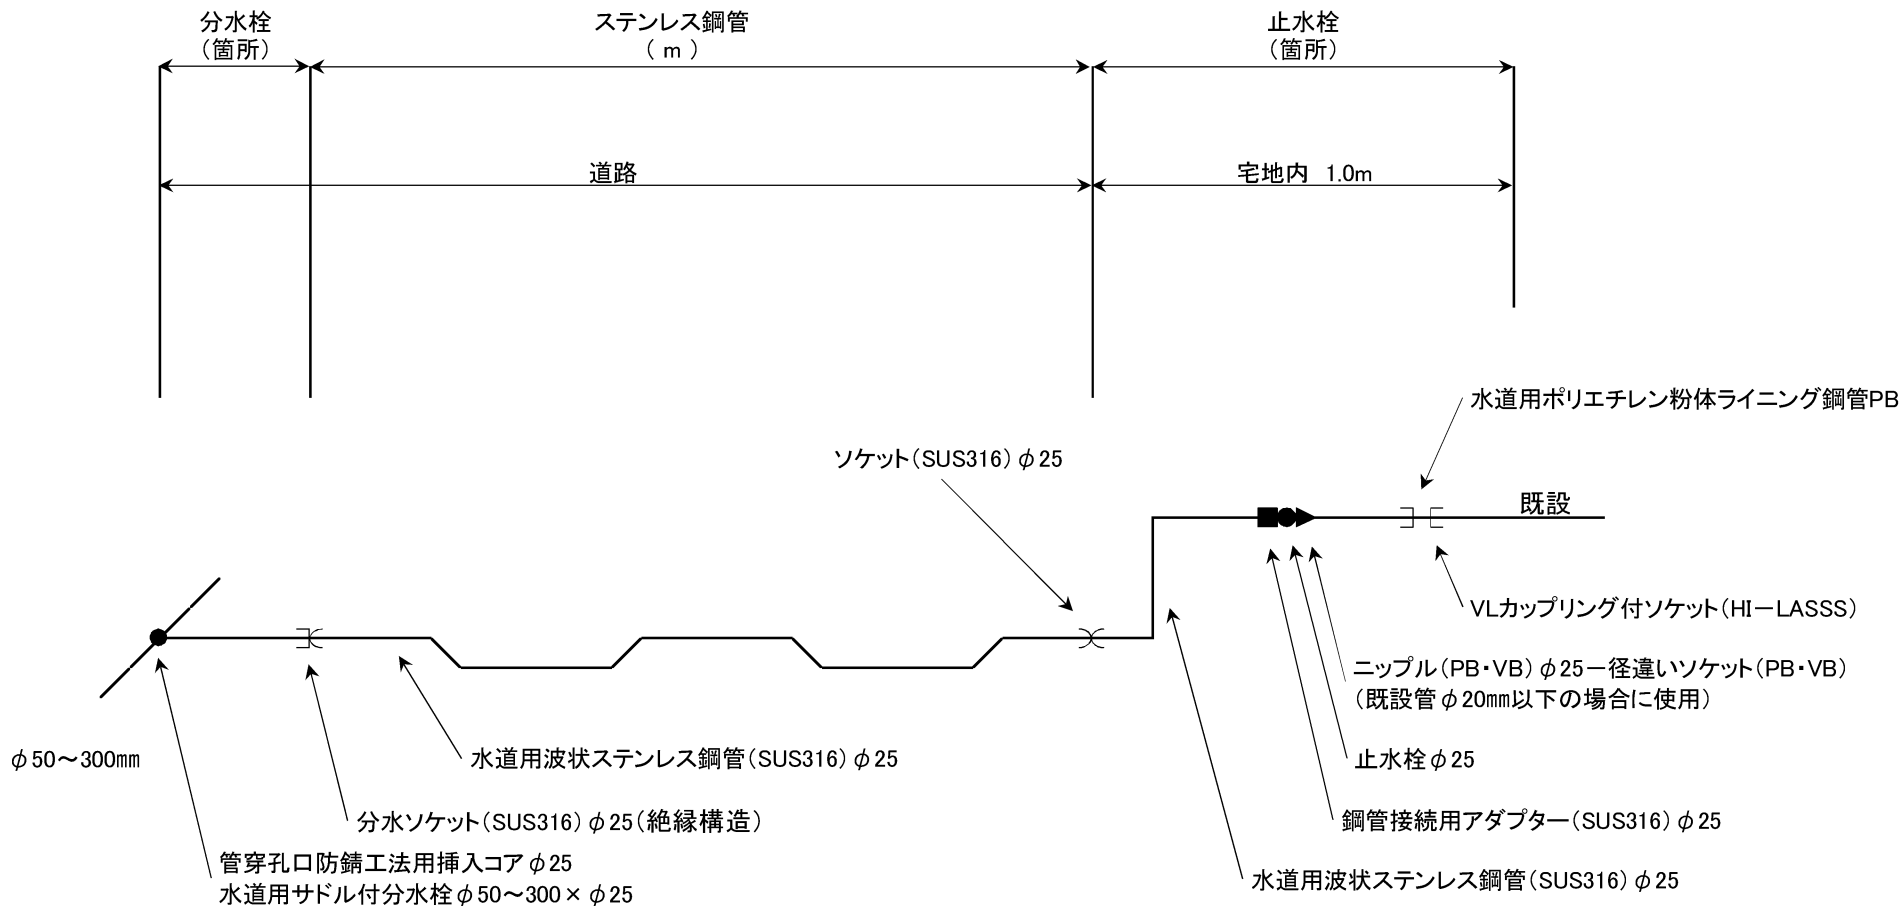 分水栓
（箇所）
ステンレス鋼管
（ m ）
止水栓
（箇所）
道路
宅地内 1.0m
水道用ポリエチレン粉体ライニング鋼管PB
ソケット（SUS316）φ25
既設
VLカップリング付ソケット（HI－LASSS）
ニップル（PB・VB）φ25－径違いソケット（PB・VB）
（既設管φ20㎜以下の場合に使用）
φ50～300㎜
水道用波状ステンレス鋼管（SUS316）φ25
止水栓φ25
分水ソケット（SUS316）φ25（絶縁構造）
鋼管接続用アダプター（SUS316）φ25
管穿孔口防錆工法用挿入コアφ25
水道用サドル付分水栓φ50～300×φ25
水道用波状ステンレス鋼管（SUS316）φ25